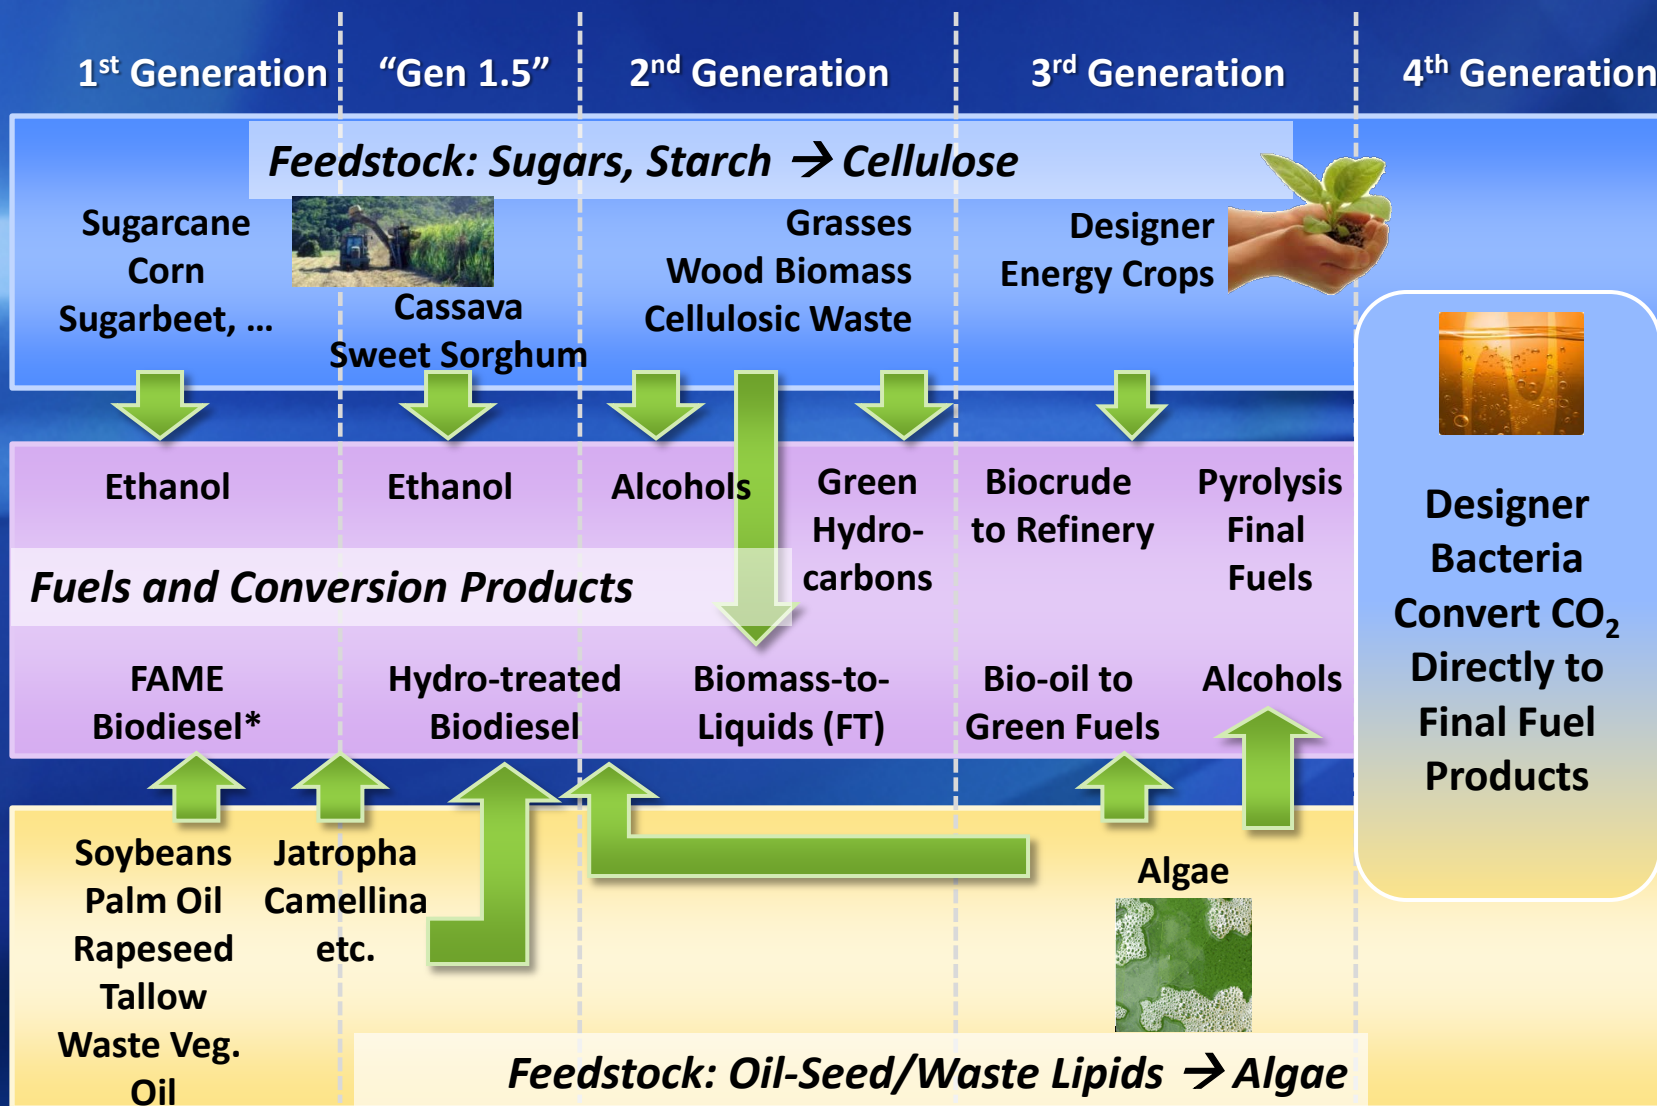 1st Generation
“Gen 1.5”
2nd Generation
3rd Generation
4th Generation
Feedstock: Sugars, Starch → Cellulose
Sugarcane
Corn
Sugarbeet, ...
Cassava
Sweet Sorghum
Grasses
Wood Biomass
Cellulosic Waste
Designer
Energy Crops
Ethanol
Ethanol
Alcohols
Green
Hydro-
carbons
Biocrude
to Refinery
Pyrolysis
Final
Fuels
Fuels and Conversion Products
FAME
Biodiesel*
Hydro-treated
Biodiesel
Biomass-to-
Liquids (FT)
Bio-oil to
Green Fuels
Alcohols
Designer
Bacteria
Convert CO2
Directly to
Final Fuel
Products
Soybeans
Palm Oil
Rapeseed
Tallow
Waste Veg.
Oil
Jatropha
Camellina
etc.
Algae
Feedstock: Oil-Seed/Waste Lipids → Algae